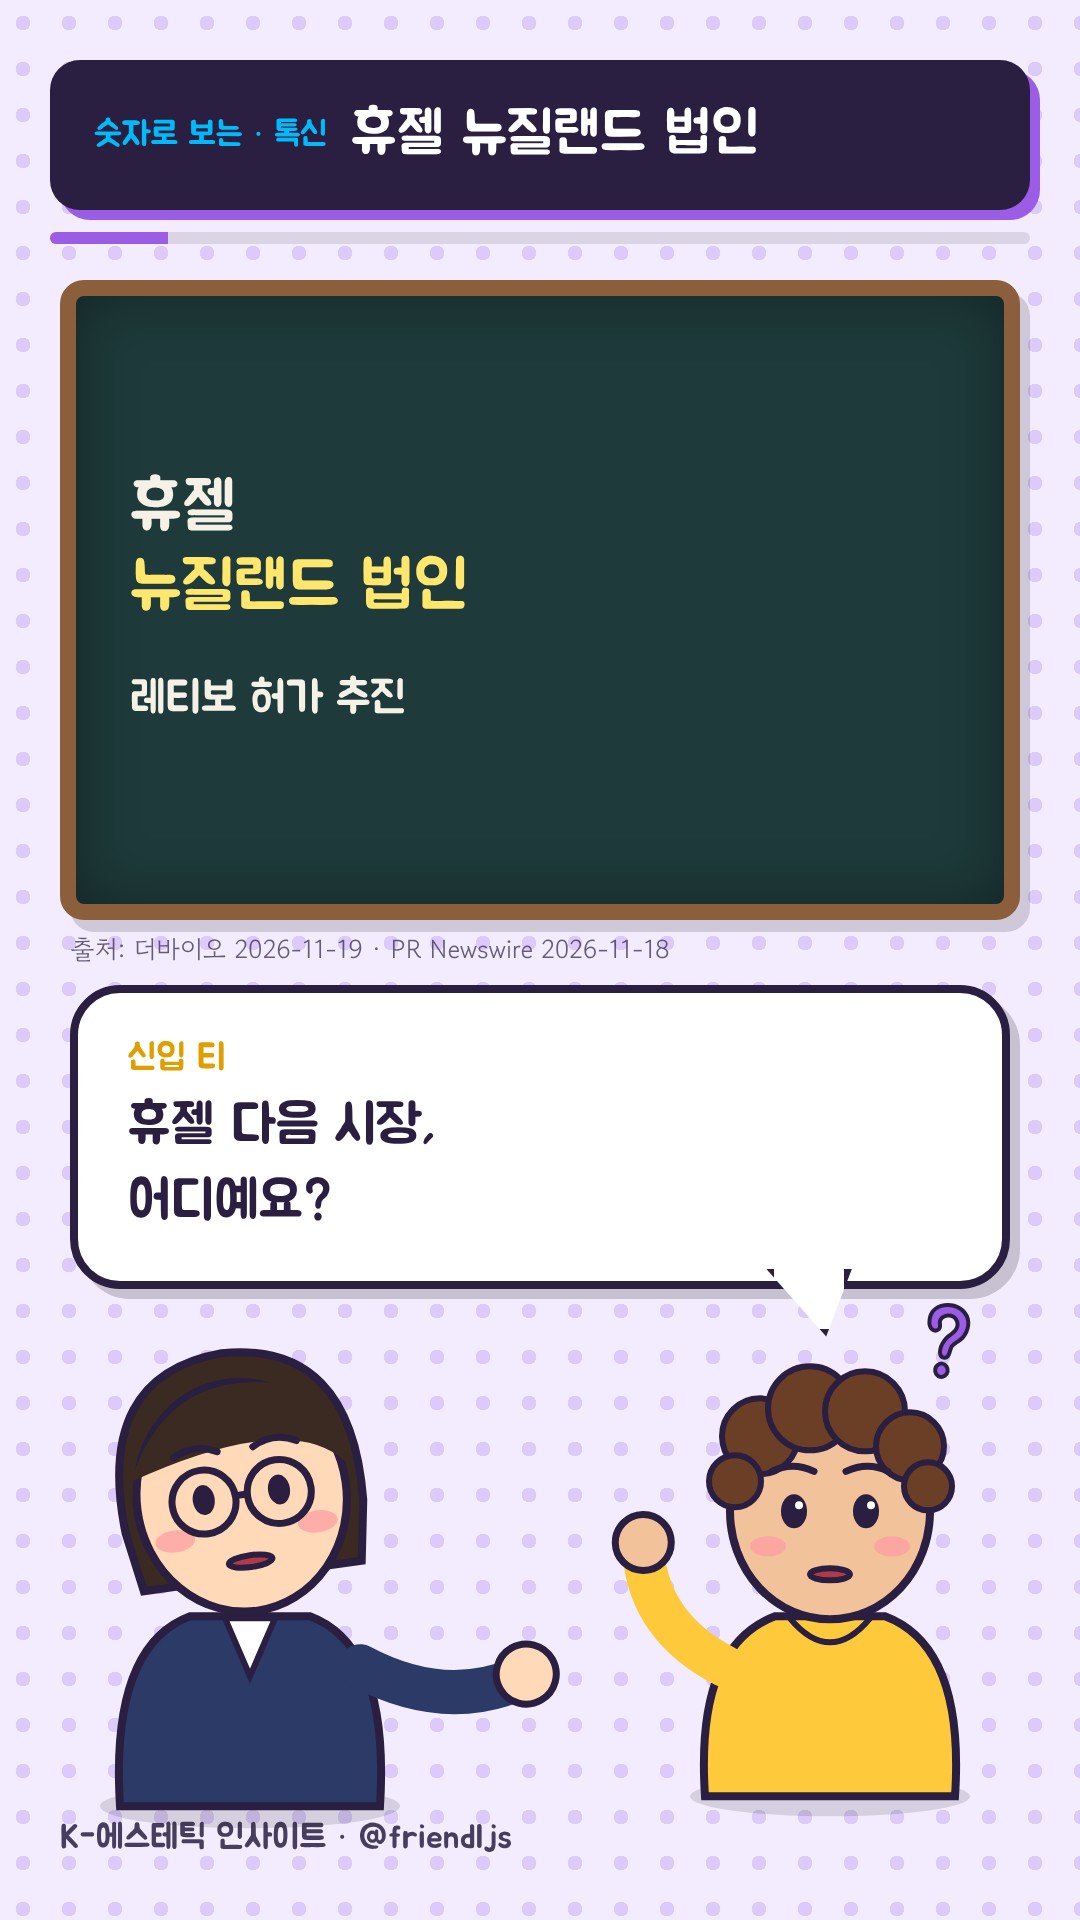 숫자로 보는 · 톡신 휴젤 뉴질랜드 법인
휴젤
뉴질랜드 법인
레티보 허가 추진
출처: 더바이오 2026-11-19 · PR Newswire 2026-11-18
신입 티
휴젤 다음 시장,
어디예요?
?
K-에스테틱 인사이트 · @friendljs